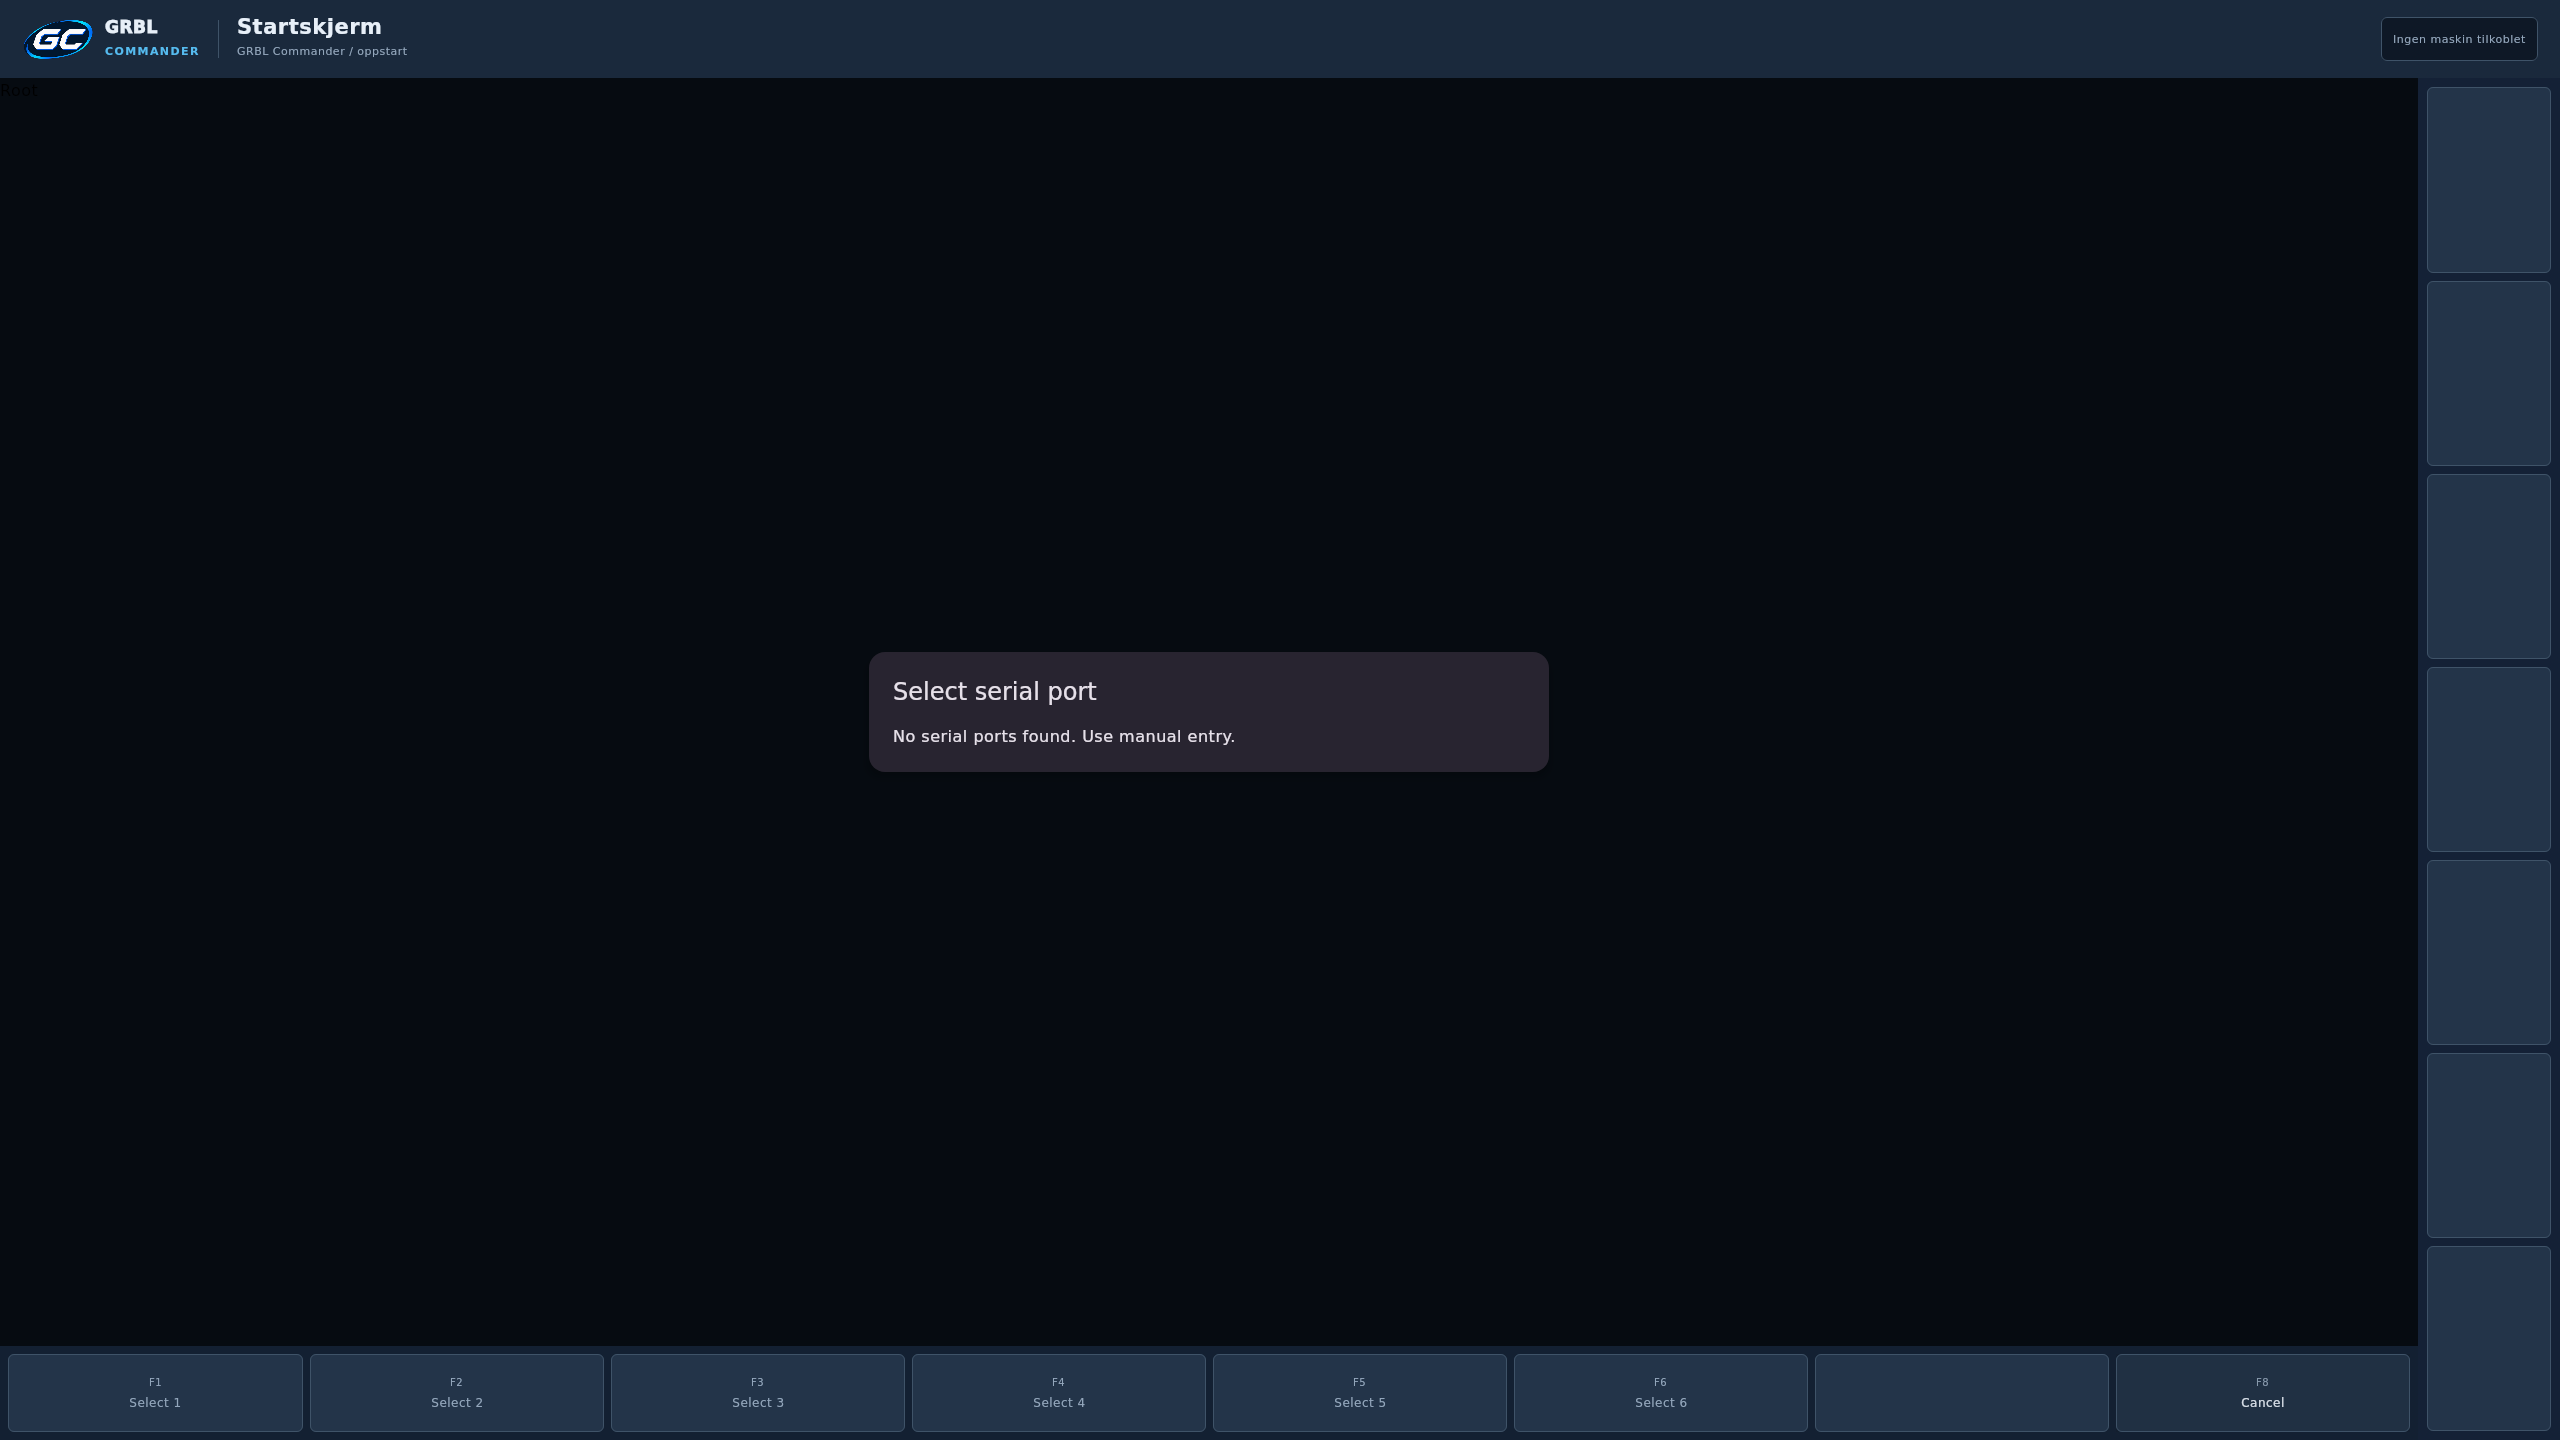 GC
GRBL
COMMANDER
Startskjerm
GRBL Commander / oppstart
Ingen maskin tilkoblet
Root
Select serial port
No serial ports found. Use manual entry.
F1
Select 1
F2
Select 2
F3
Select 3
F4
Select 4
F5
Select 5
F6
Select 6
F8
Cancel